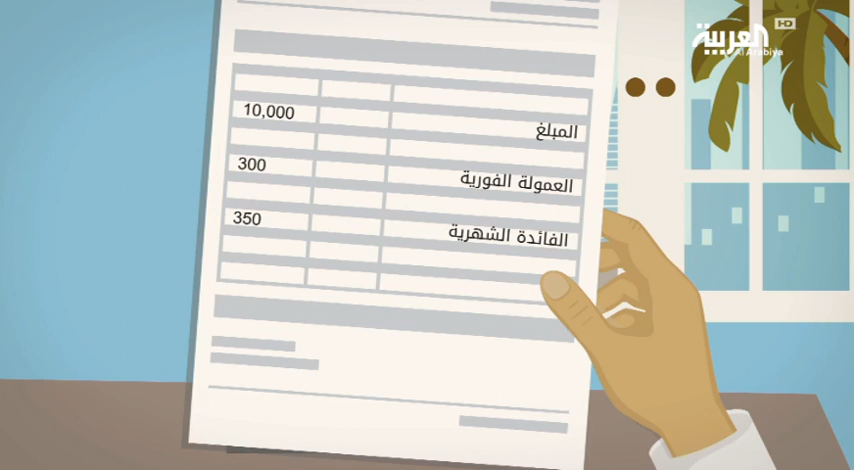 العربية HD
Al Arabiya
المبلغ 10,000
العمولة الفورية 300
الفائدة الشهرية 350